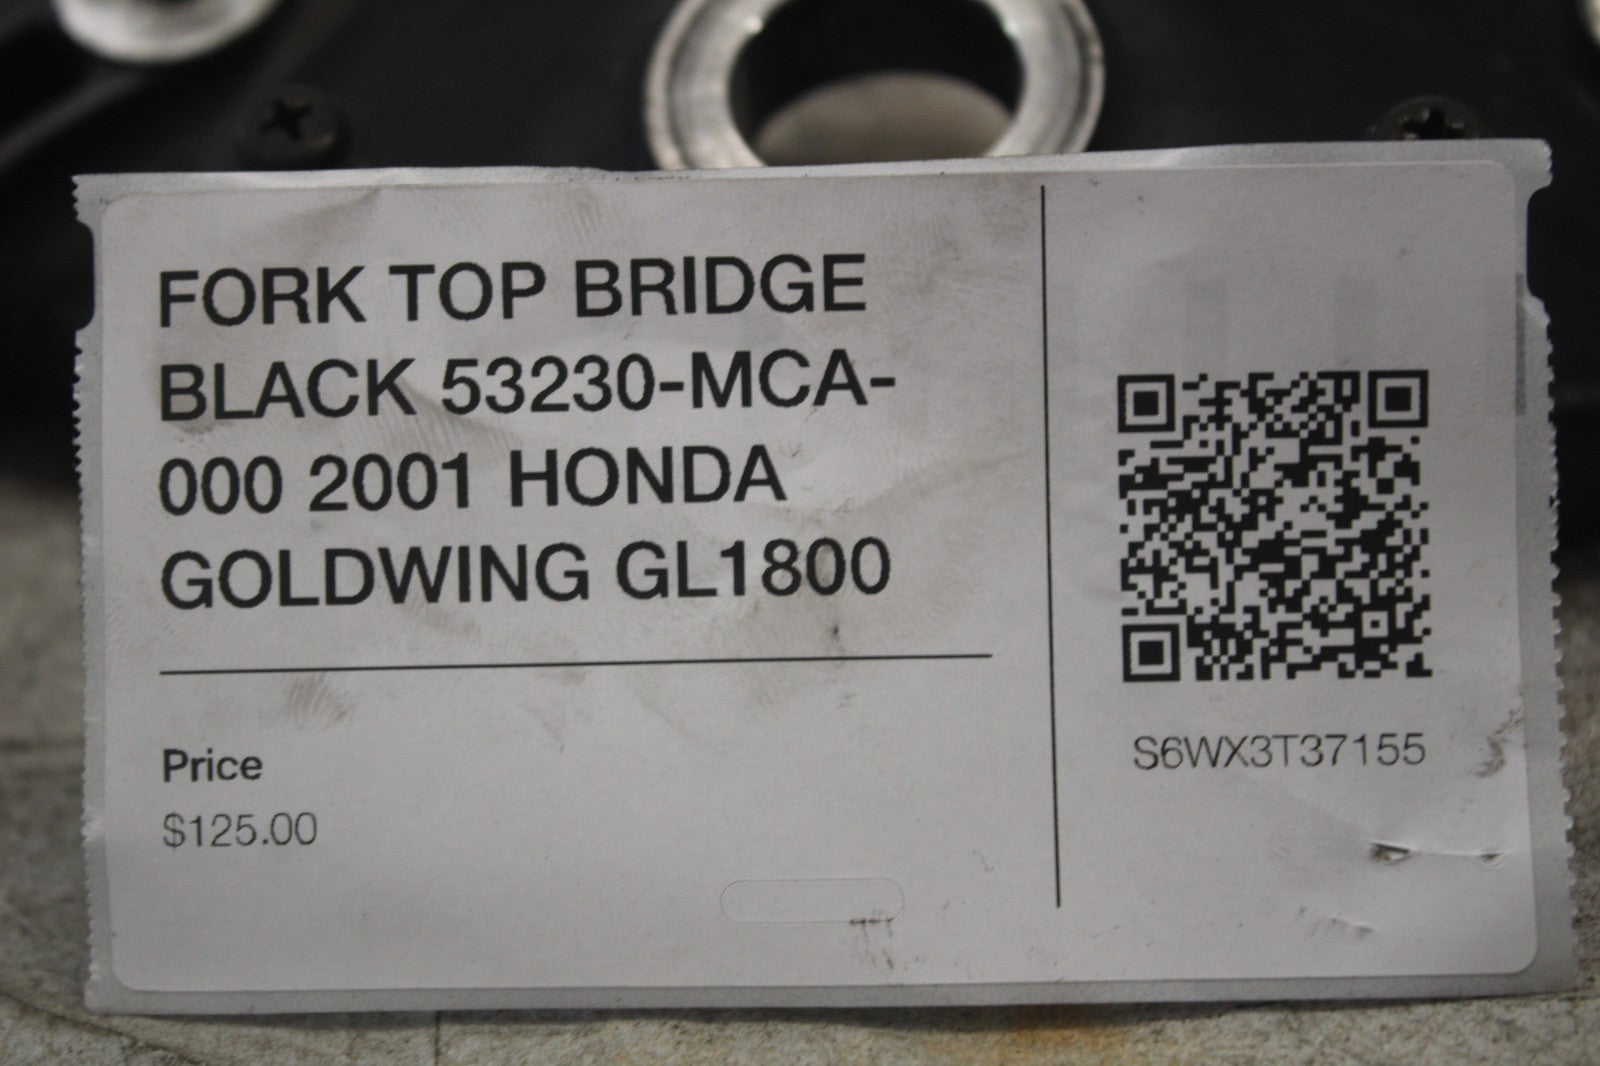 FORK TOP BRIDGE
BLACK 53230-MCA-
000 2001 HONDA
GOLDWING GL1800
Price
$125.00
S6WX3T37155